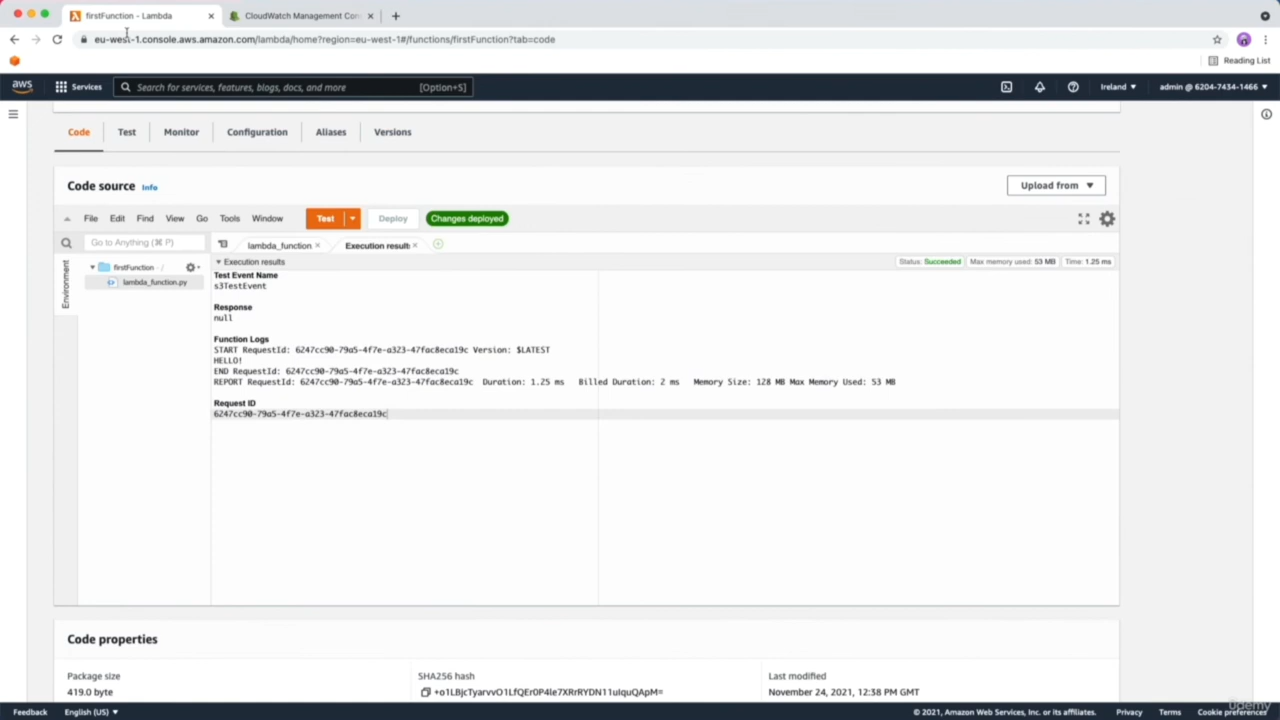 firstFunction - Lambda
CloudWatch Management Con
eu-west-1.console.aws.amazon.com/lambda/home?region=eu-west-1#/functions/firstFunction?tab=code
Reading List
aws
Services
Search for services, features, blogs, docs, and more
[Option+S]
Ireland ▼
admin @ 6204-7434-1466 ▼
Code
Test
Monitor
Configuration
Aliases
Versions
Code source
Info
Upload from ▼
File Edit Find View Go Tools Window
Test
Deploy
Changes deployed
Go to Anything (⌘ P)
lambda_function
Execution results
Environment
firstFunction - /
lambda_function.py
Execution results
Status: Succeeded
Max memory used: 53 MB
Time: 1.25 ms
Test Event Name
s3TestEvent
Response
null
Function Logs
START RequestId: 6247cc90-79a5-4f7e-a323-47fac8eca19c Version: $LATEST
HELLO!
END RequestId: 6247cc90-79a5-4f7e-a323-47fac8eca19c
REPORT RequestId: 6247cc90-79a5-4f7e-a323-47fac8eca19c Duration: 1.25 ms Billed Duration: 2 ms Memory Size: 128 MB Max Memory Used: 53 MB
Request ID
6247cc90-79a5-4f7e-a323-47fac8eca19c
Code properties
Package size
419.0 byte
SHA256 hash
Last modified
November 24, 2021, 12:38 PM GMT
Feedback
English (US) ▼
© 2021, Amazon Web Services, Inc. or its affiliates.
Privacy
Terms
Cookie preferences
Udemy